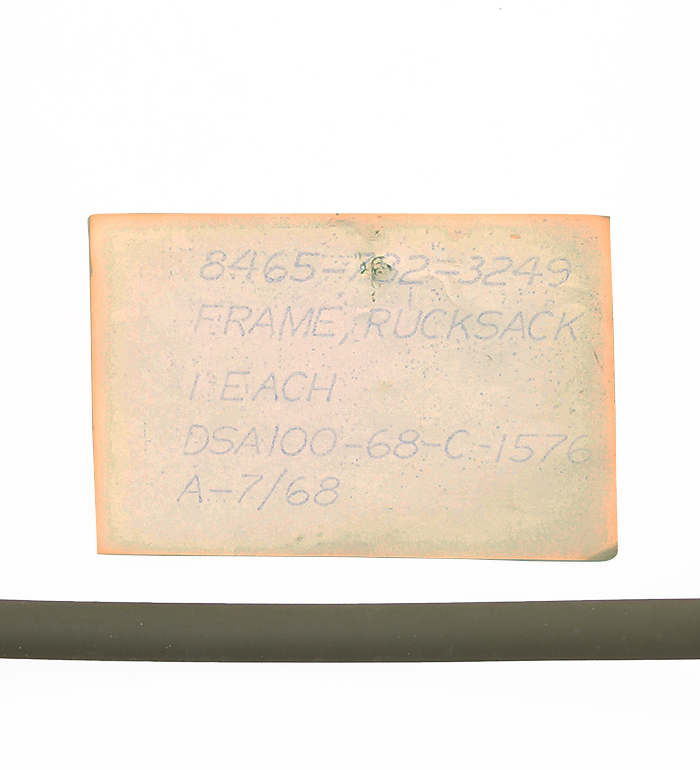 8465-782-3249
FRAME, RUCKSACK
1 EACH
DSA100-68-C-1576
A-7/68